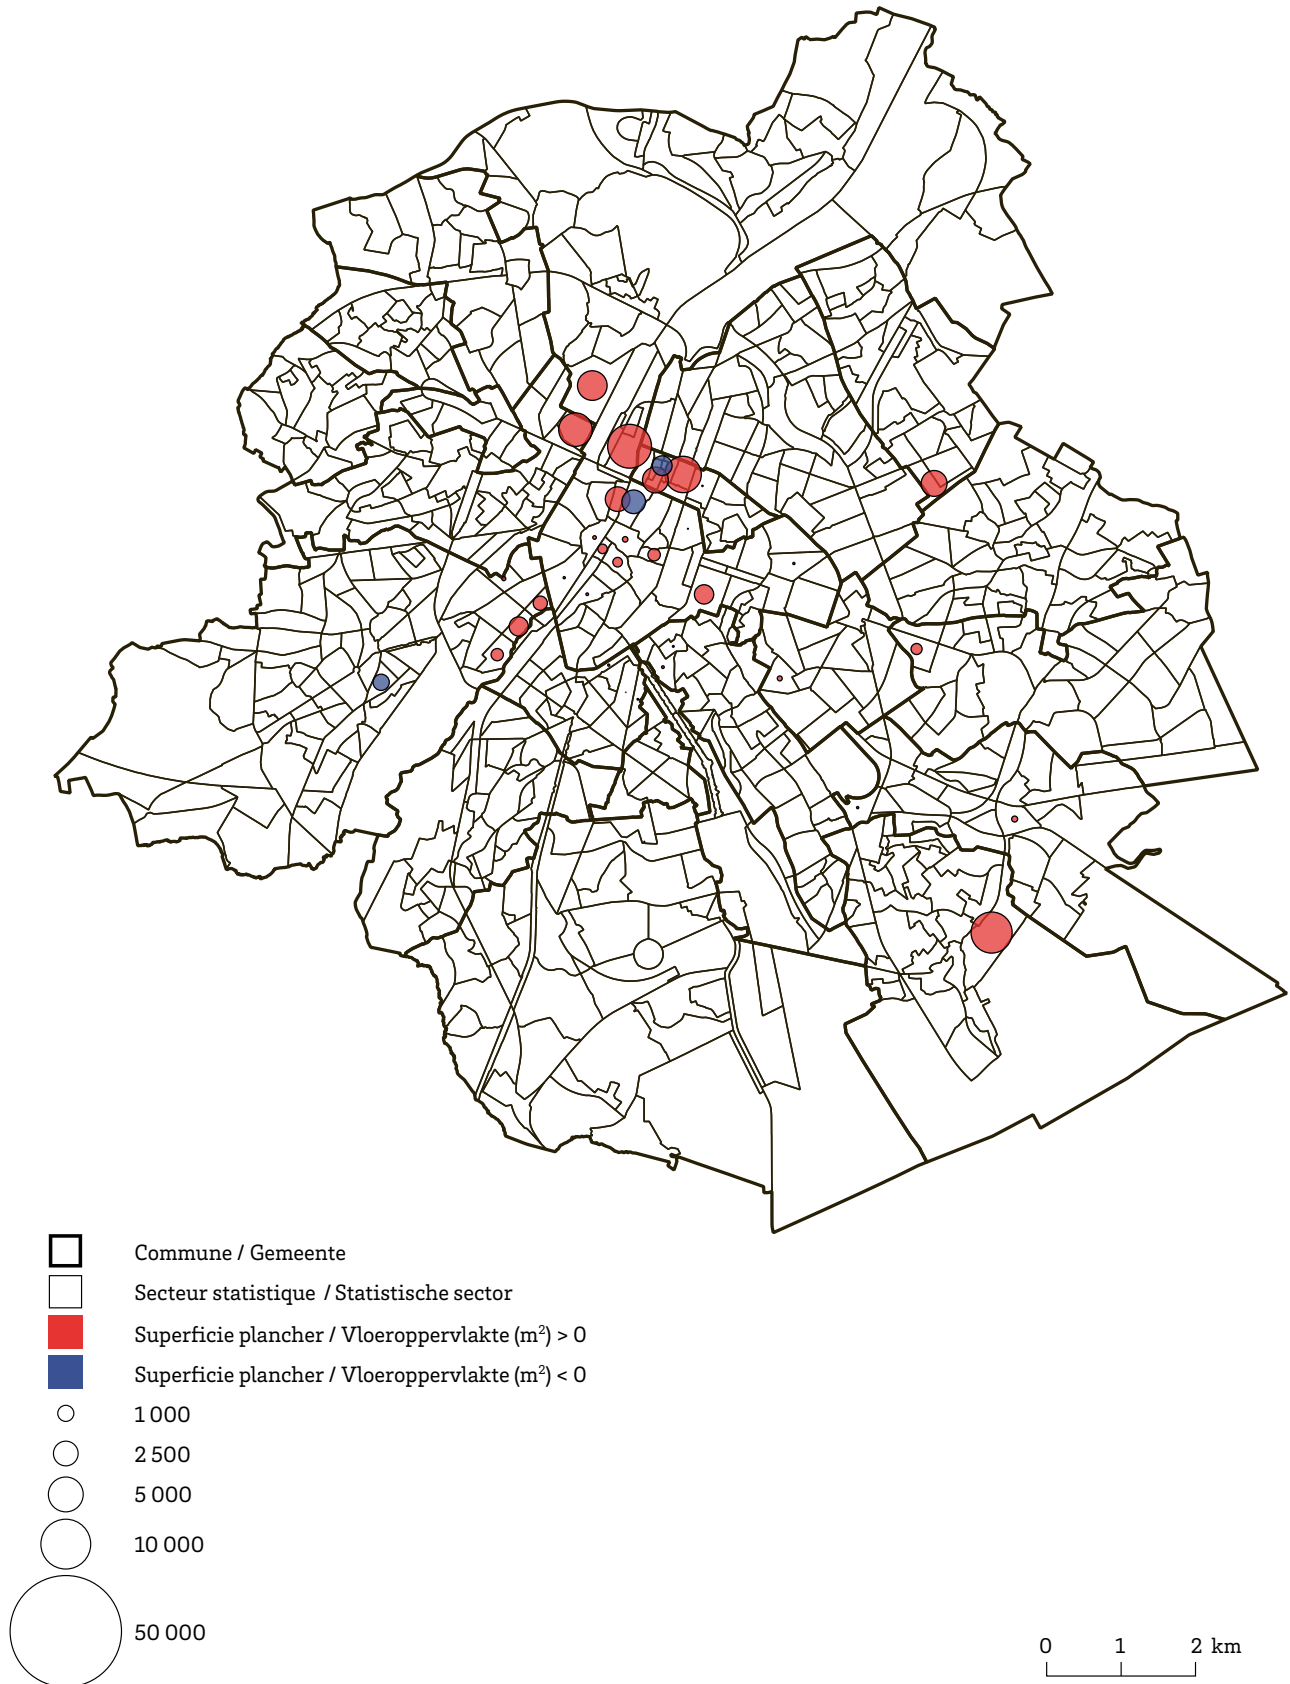 Commune / Gemeente
Secteur statistique / Statistische sector
Superficie plancher / Vloeroppervlakte (m²) > 0
Superficie plancher / Vloeroppervlakte (m²) < 0
1 000
2 500
5 000
10 000
50 000
0 1 2 km